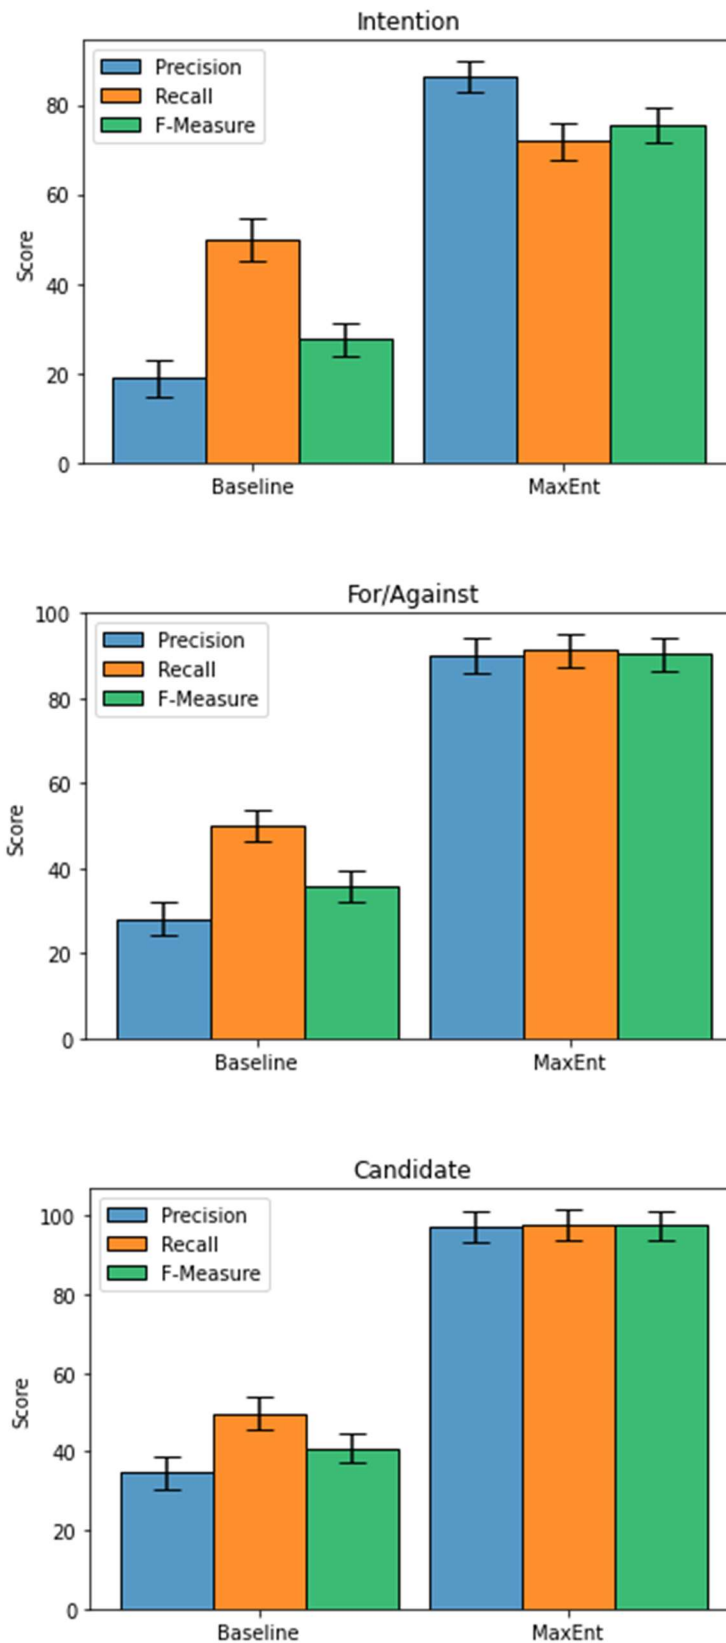 Intention
Precision
Recall
F-Measure
80
60
40
20
0
Score
Baseline MaxEnt
For/Against
100
Precision
Recall
F-Measure
80
60
40
20
0
Score
Baseline MaxEnt
Candidate
100
Precision
Recall
F-Measure
80
60
40
20
0
Score
Baseline MaxEnt